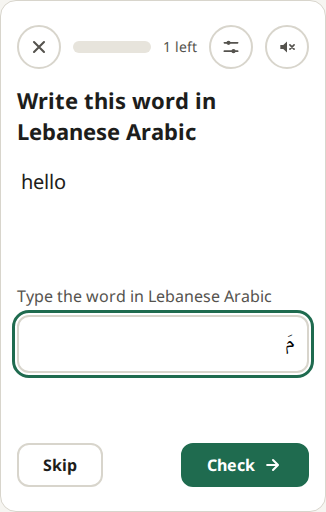 1 left
Write this word in
Lebanese Arabic
hello
Type the word in Lebanese Arabic
مَ
Skip
Check